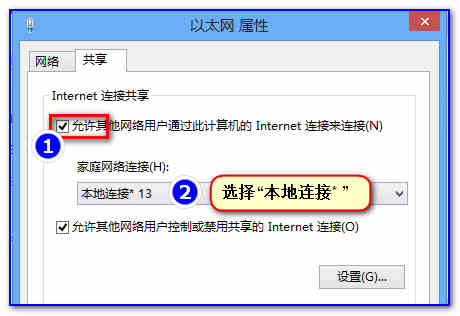 以太网 属性
网络
共享
Internet 连接共享
允许其他网络用户通过此计算机的 Internet 连接来连接(N)
1
家庭网络连接(H):
本地连接* 13
2
选择“本地连接* ”
允许其他网络用户控制或禁用共享的 Internet 连接(O)
设置(G)...